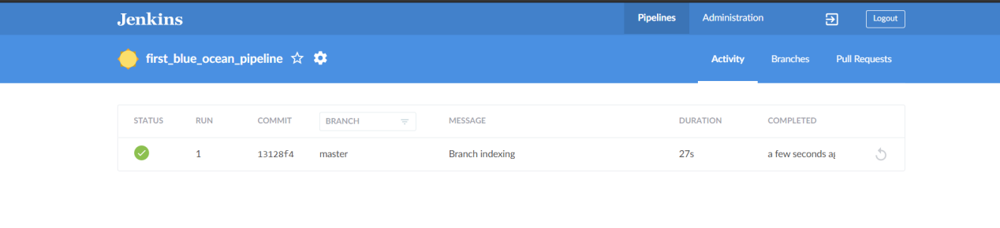 Jenkins Pipelines Administration Logout
first_blue_ocean_pipeline Activity Branches Pull Requests
STATUS RUN COMMIT BRANCH MESSAGE DURATION COMPLETED
1 13128f4 master Branch indexing 27s a few seconds